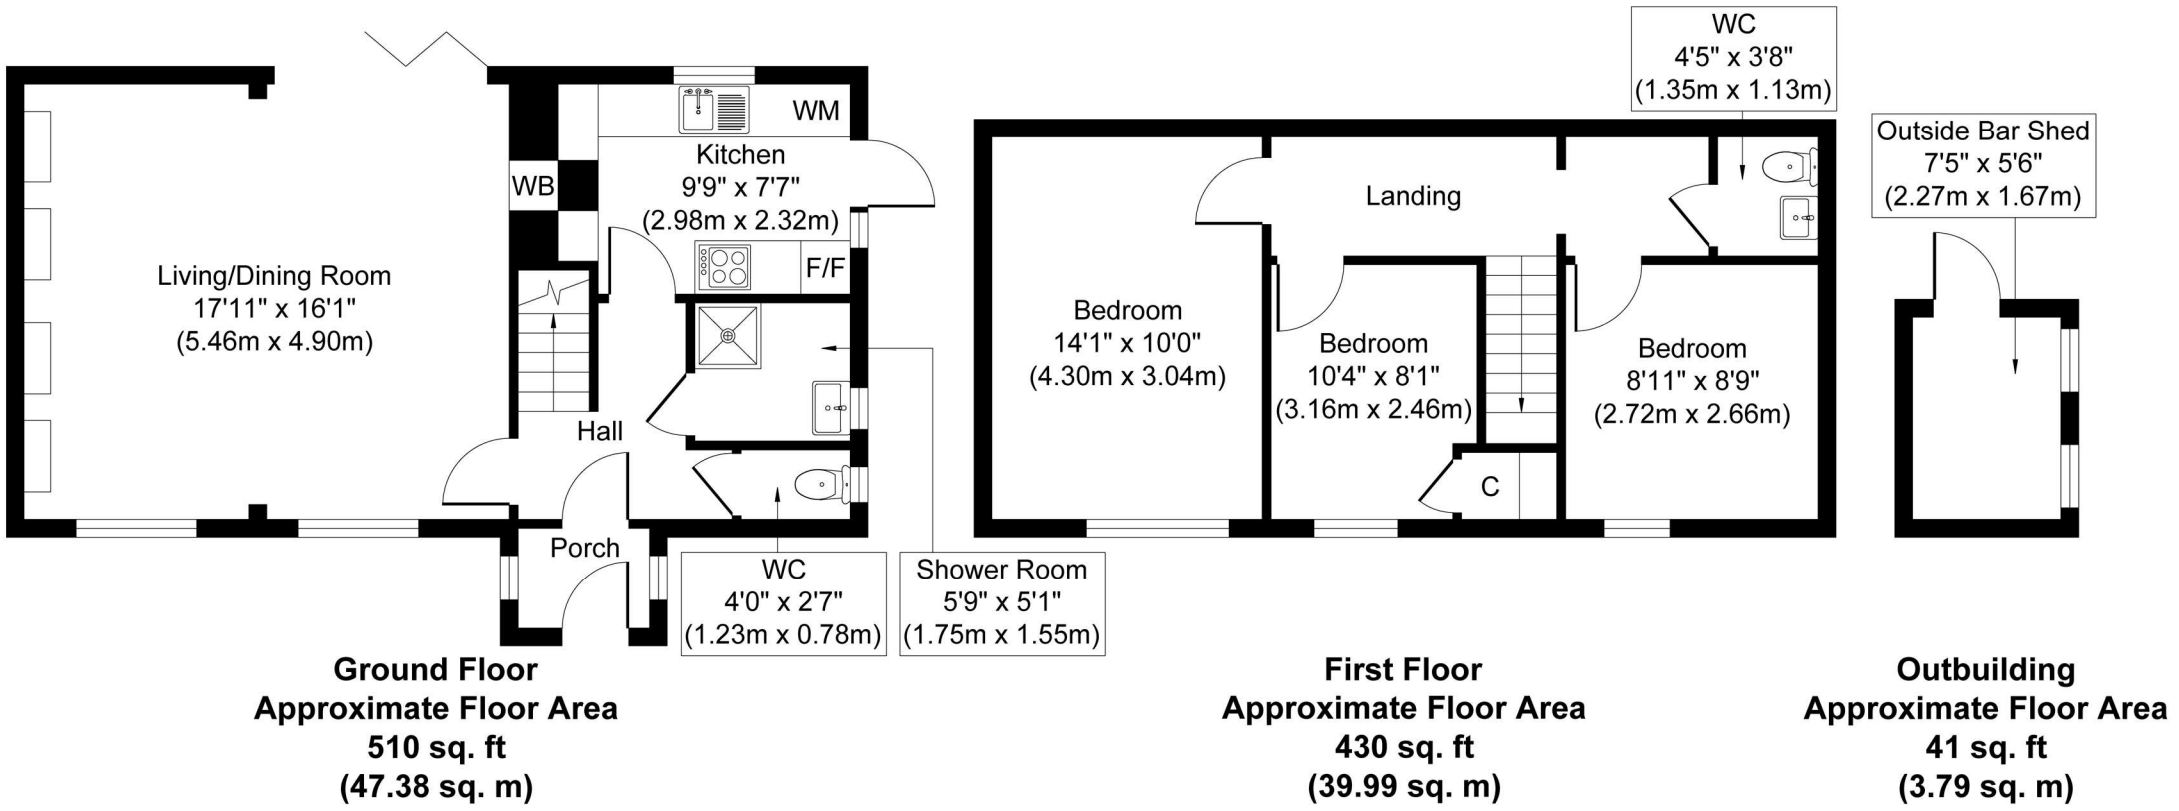 WC
4'5" x 3'8"
(1.35m x 1.13m)
Outside Bar Shed
7'5" x 5'6"
(2.27m x 1.67m)
WM
Kitchen
9'9" x 7'7"
(2.98m x 2.32m)
WB
F/F
Living/Dining Room
17'11" x 16'1"
(5.46m x 4.90m)
Hall
Porch
WC
4'0" x 2'7"
(1.23m x 0.78m)
Shower Room
5'9" x 5'1"
(1.75m x 1.55m)
Landing
Bedroom
14'1" x 10'0"
(4.30m x 3.04m)
Bedroom
10'4" x 8'1"
(3.16m x 2.46m)
Bedroom
8'11" x 8'9"
(2.72m x 2.66m)
C
Ground Floor
Approximate Floor Area
510 sq. ft
(47.38 sq. m)
First Floor
Approximate Floor Area
430 sq. ft
(39.99 sq. m)
Outbuilding
Approximate Floor Area
41 sq. ft
(3.79 sq. m)